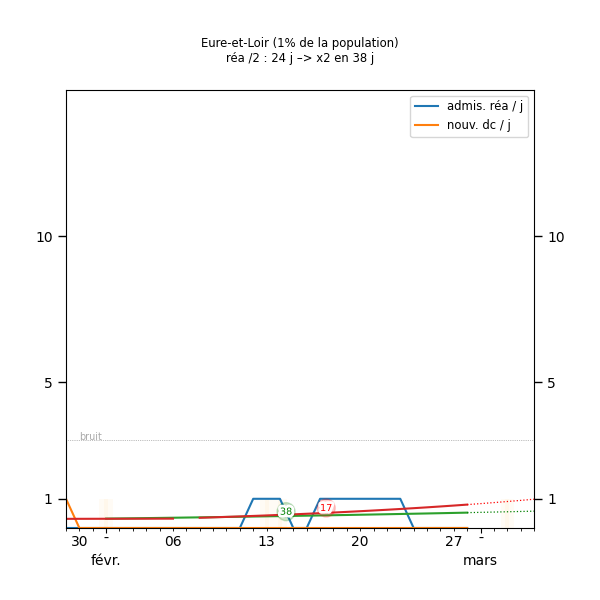 Eure-et-Loir (1% de la population)
réa /2 : 24 j –> x2 en 38 j
admis. réa / j
nouv. dc / j
10 10
5 5
bruit
1 1
38 17
30 - 06 13 20 27 -
févr. mars